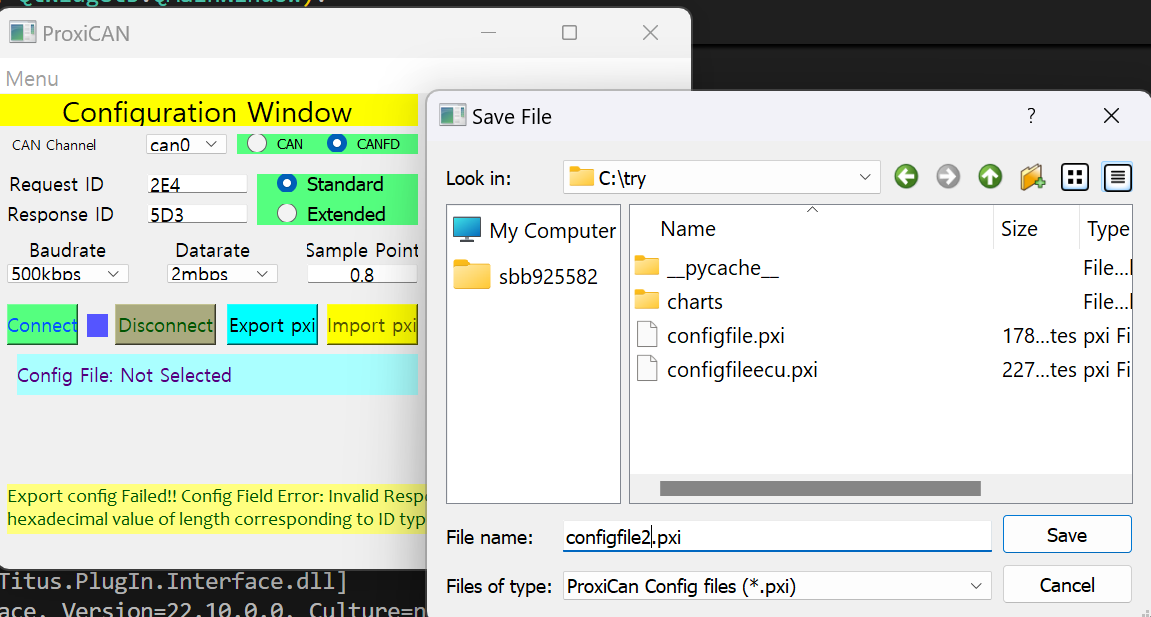 QtWidgets.QMainWindow):
ProxiCAN
Menu
Configuration Window
CAN Channel can0 CAN CANFD
Request ID 2E4 Standard
Response ID 5D3 Extended
Baudrate Datarate Sample Point
500kbps 2mbps 0.8
Connect Disconnect Export pxi Import pxi
Config File: Not Selected
Export config Failed!! Config Field Error: Invalid Resp
hexadecimal value of length corresponding to ID typ
Titus.PlugIn.Interface.dll]
ace, Version=22.10.0.0, Culture=n
Save File
?
Look in: C:\try
My Computer
sbb925582
Name Size Type
__pycache__ File...
charts File...
configfile.pxi 178...tes pxi Fi
configfileecu.pxi 227...tes pxi Fi
File name: configfile2.pxi Save
Files of type: ProxiCan Config files (*.pxi) Cancel